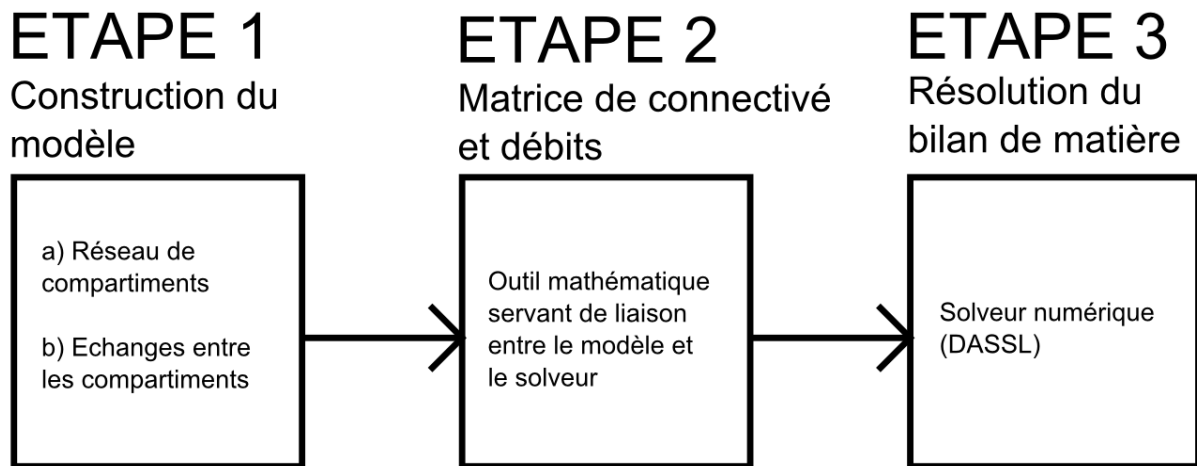 ETAPE 1
Construction du
modèle
a) Réseau de
compartiments
b) Echanges entre
les compartiments
ETAPE 2
Matrice de connectivé
et débits
Outil mathématique
servant de liaison
entre le modèle et
le solveur
ETAPE 3
Résolution du
bilan de matière
Solveur numérique
(DASSL)